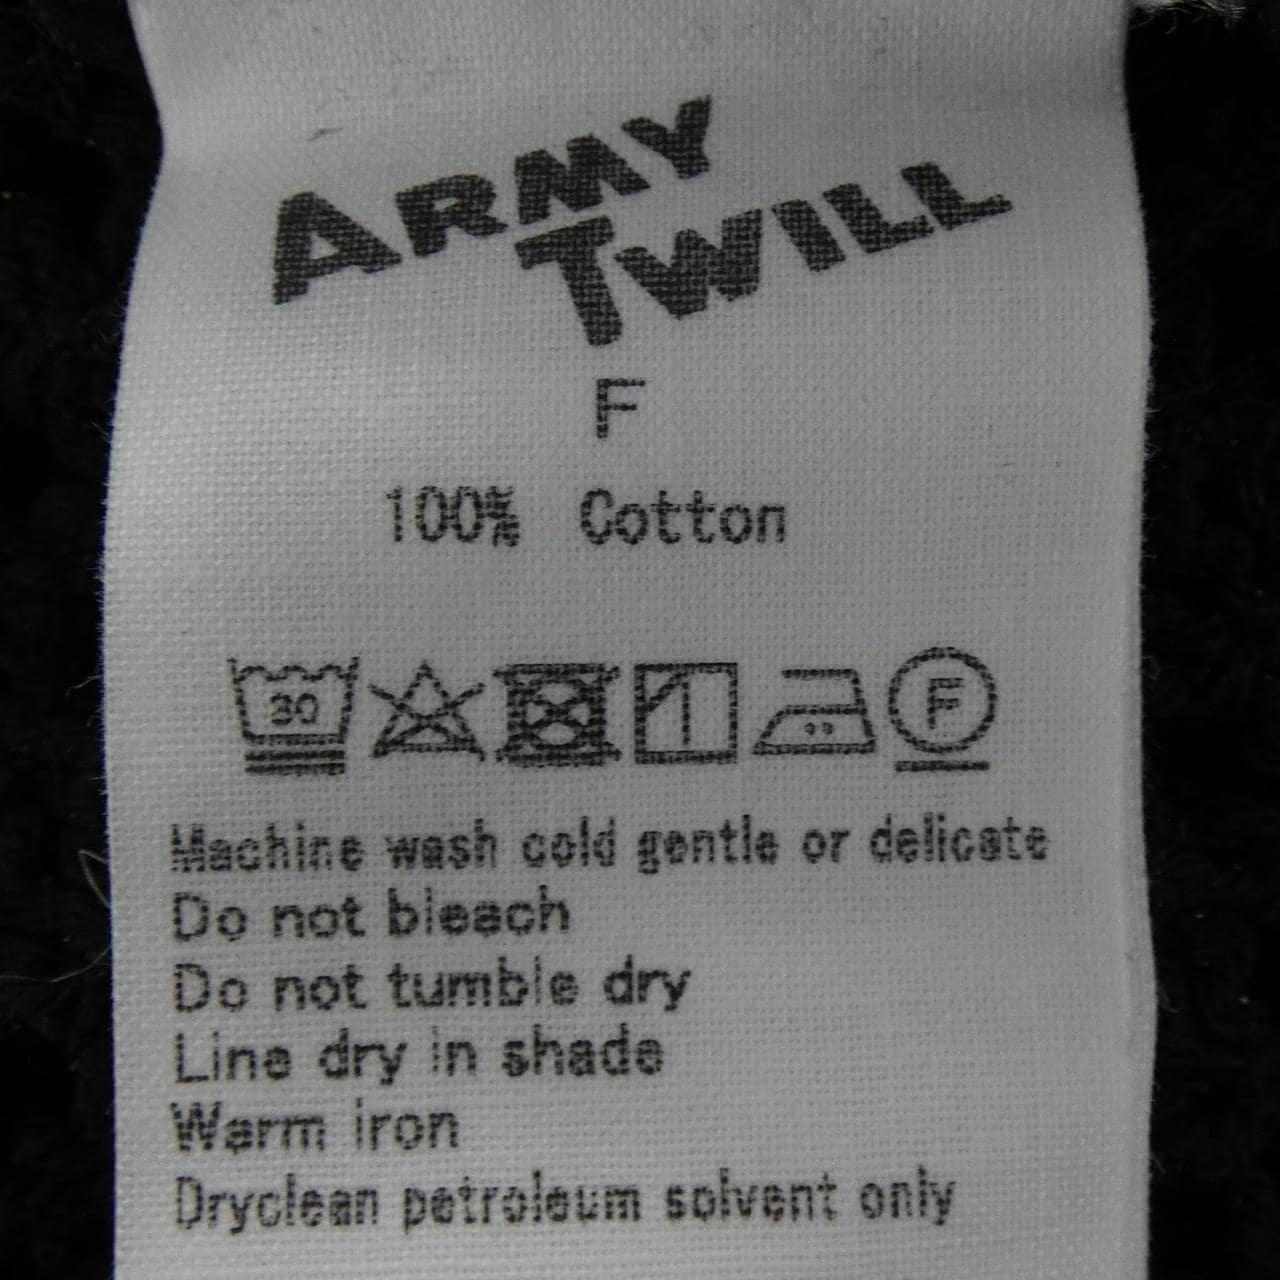 ARMY
TWILL
F
100% Cotton
30 F
Machine wash cold gentle or delicate
Do not bleach
Do not tumble dry
Line dry in shade
Warm iron
Dryclean petroleum solvent only